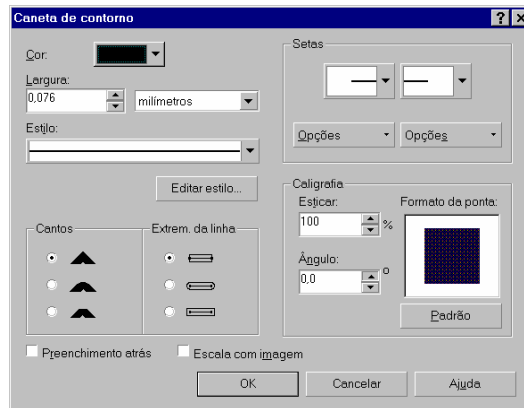 Caneta de contorno
Cor:
Largura:
0,076 milímetros
Estilo:
Editar estilo...
Cantos
Extrem. da linha
Setas
Opções Opções
Caligrafia
Esticar:
100 %
Ângulo:
0,0 °
Formato da ponta:
Padrão
Preenchimento atrás Escala com imagem
OK Cancelar Ajuda